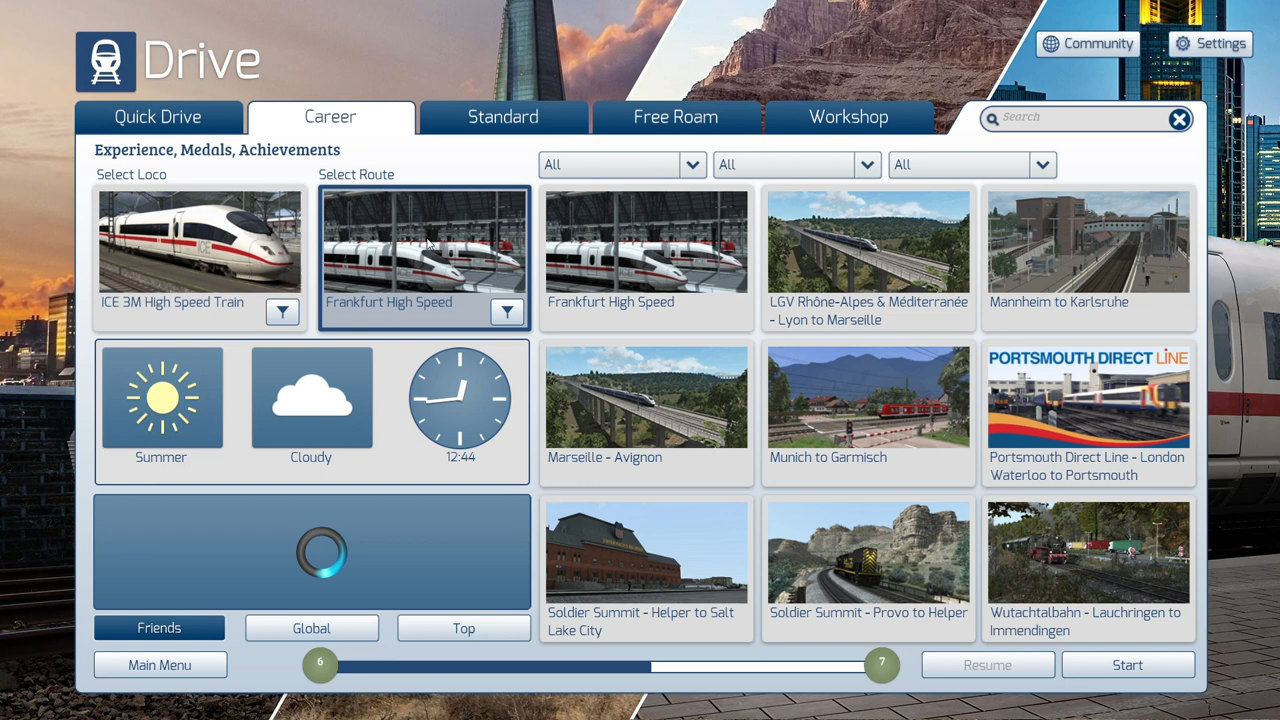 Drive
Community
Settings
Quick Drive
Career
Standard
Free Roam
Workshop
Search
Experience, Medals, Achievements
Select Loco
Select Route
All
All
All
ICE 3M High Speed Train
Frankfurt High Speed
Frankfurt High Speed
LGV Rhône-Alpes & Méditerranée
- Lyon to Marseille
Mannheim to Karlsruhe
Summer
Cloudy
12:44
Marseille - Avignon
Munich to Garmisch
PORTSMOUTH DIRECT LINE
Portsmouth Direct Line - London
Waterloo to Portsmouth
Soldier Summit - Helper to Salt
Lake City
Soldier Summit - Provo to Helper
Wutachtalbahn - Lauchringen to
Immendingen
Friends
Global
Top
Main Menu
6
7
Resume
Start